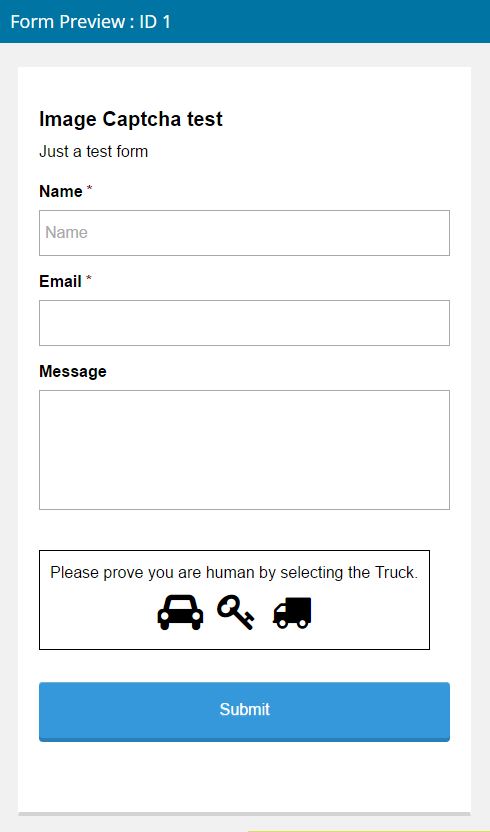 Form Preview : ID 1
Image Captcha test
Just a test form
Name *
Name
Email *
Message
Please prove you are human by selecting the Truck.
Submit